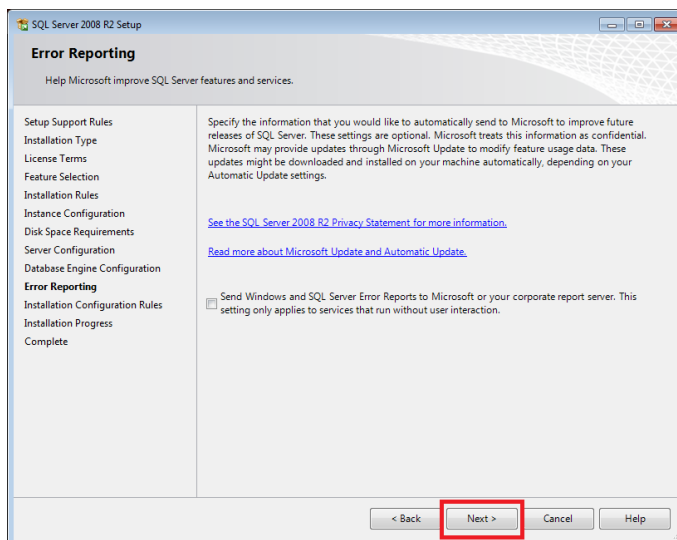 SQL Server 2008 R2 Setup
Error Reporting
Help Microsoft improve SQL Server features and services.
Setup Support Rules
Installation Type
License Terms
Feature Selection
Installation Rules
Instance Configuration
Disk Space Requirements
Server Configuration
Database Engine Configuration
Error Reporting
Installation Configuration Rules
Installation Progress
Complete
Specify the information that you would like to automatically send to Microsoft to improve future
releases of SQL Server. These settings are optional. Microsoft treats this information as confidential.
Microsoft may provide updates through Microsoft Update to modify feature usage data. These
updates might be downloaded and installed on your machine automatically, depending on your
Automatic Update settings.
See the SQL Server 2008 R2 Privacy Statement for more information.
Read more about Microsoft Update and Automatic Update.
Send Windows and SQL Server Error Reports to Microsoft or your corporate report server. This
setting only applies to services that run without user interaction.
< Back
Next >
Cancel
Help